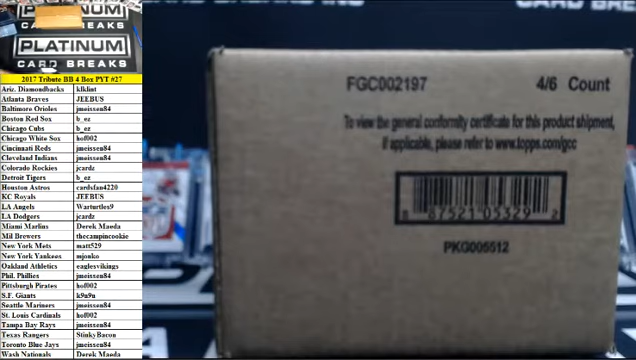 PLATINUM
CARD BREAKS
2017 Tribute BB 4 Box PYT #27
Ariz. Diamondbacks klklint
Atlanta Braves JEEBUS
Baltimore Orioles jmeissen84
Boston Red Sox b_ez
Chicago Cubs b_ez
Chicago White Sox hof002
Cincinnati Reds jmeissen84
Cleveland Indians jmeissen84
Colorado Rockies jcardz
Detroit Tigers b_ez
Houston Astros cardsfan4220
KC Royals JEEBUS
LA Angels Warturtles9
LA Dodgers jcardz
Miami Marlins Derek Maeda
Mil Brewers thecampincookie
New York Mets matt529
New York Yankees mjonko
Oakland Athletics eaglesvikings
Phil. Phillies jmeissen84
Pittsburgh Pirates hof002
S.F. Giants k9n9u
Seattle Mariners jmeissen84
St. Louis Cardinals hof002
Tampa Bay Rays jmeissen84
Texas Rangers StinkyBacon
Toronto Blue Jays jmeissen84
Wash Nationals Derek Maeda
FGC002197 4/6 Count
To view the general conformity certificate for this product shipment,
if applicable, please refer to www.topps.com/gcc
8 87521 05329 2
PKG005512